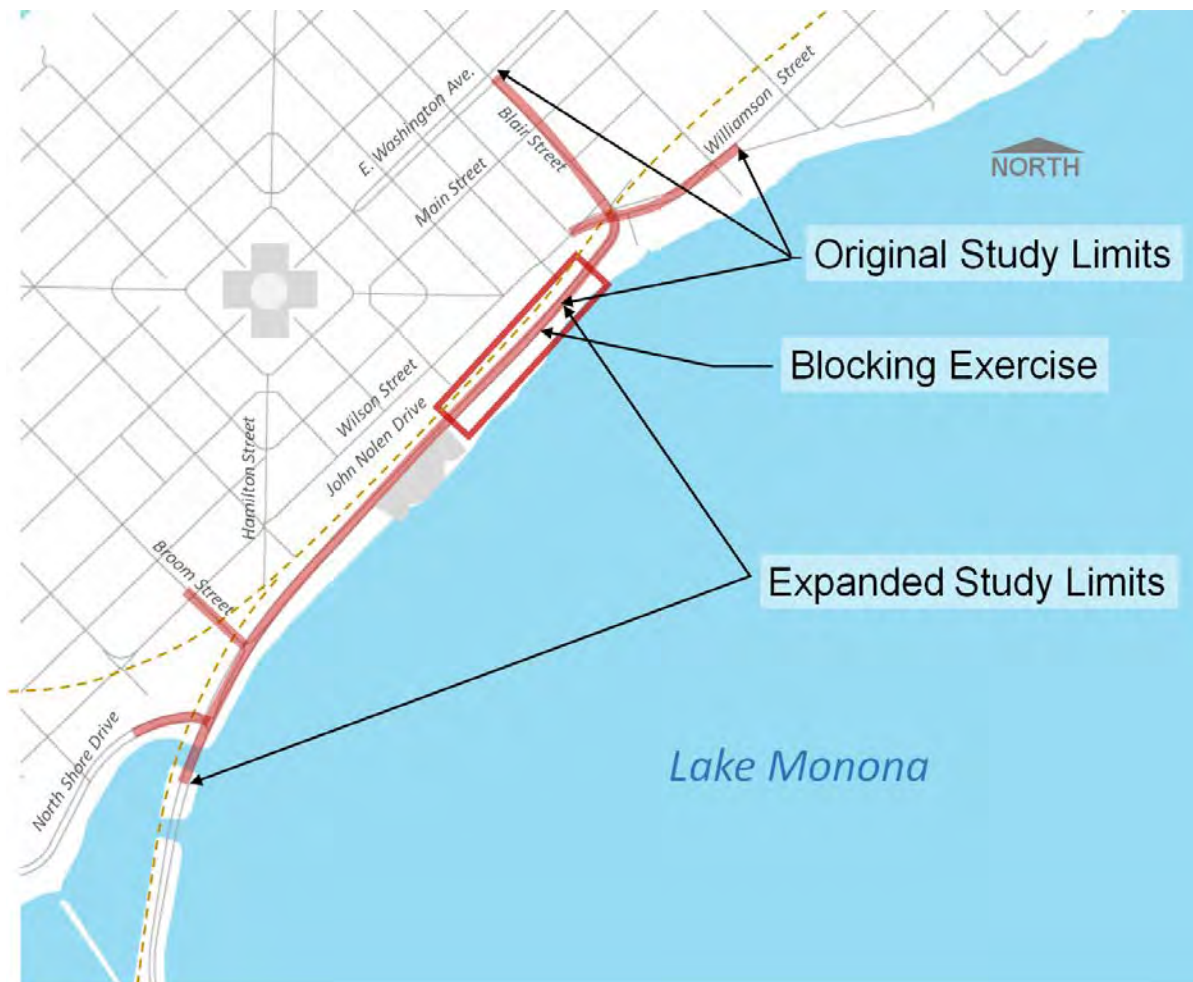 E. Washington Ave.
Williamson Street
Blair Street
Main Street
NORTH
Original Study Limits
Blocking Exercise
Wilson Street
John Nolen Drive
Hamilton Street
Broom Street
Expanded Study Limits
North Shore Drive
Lake Monona